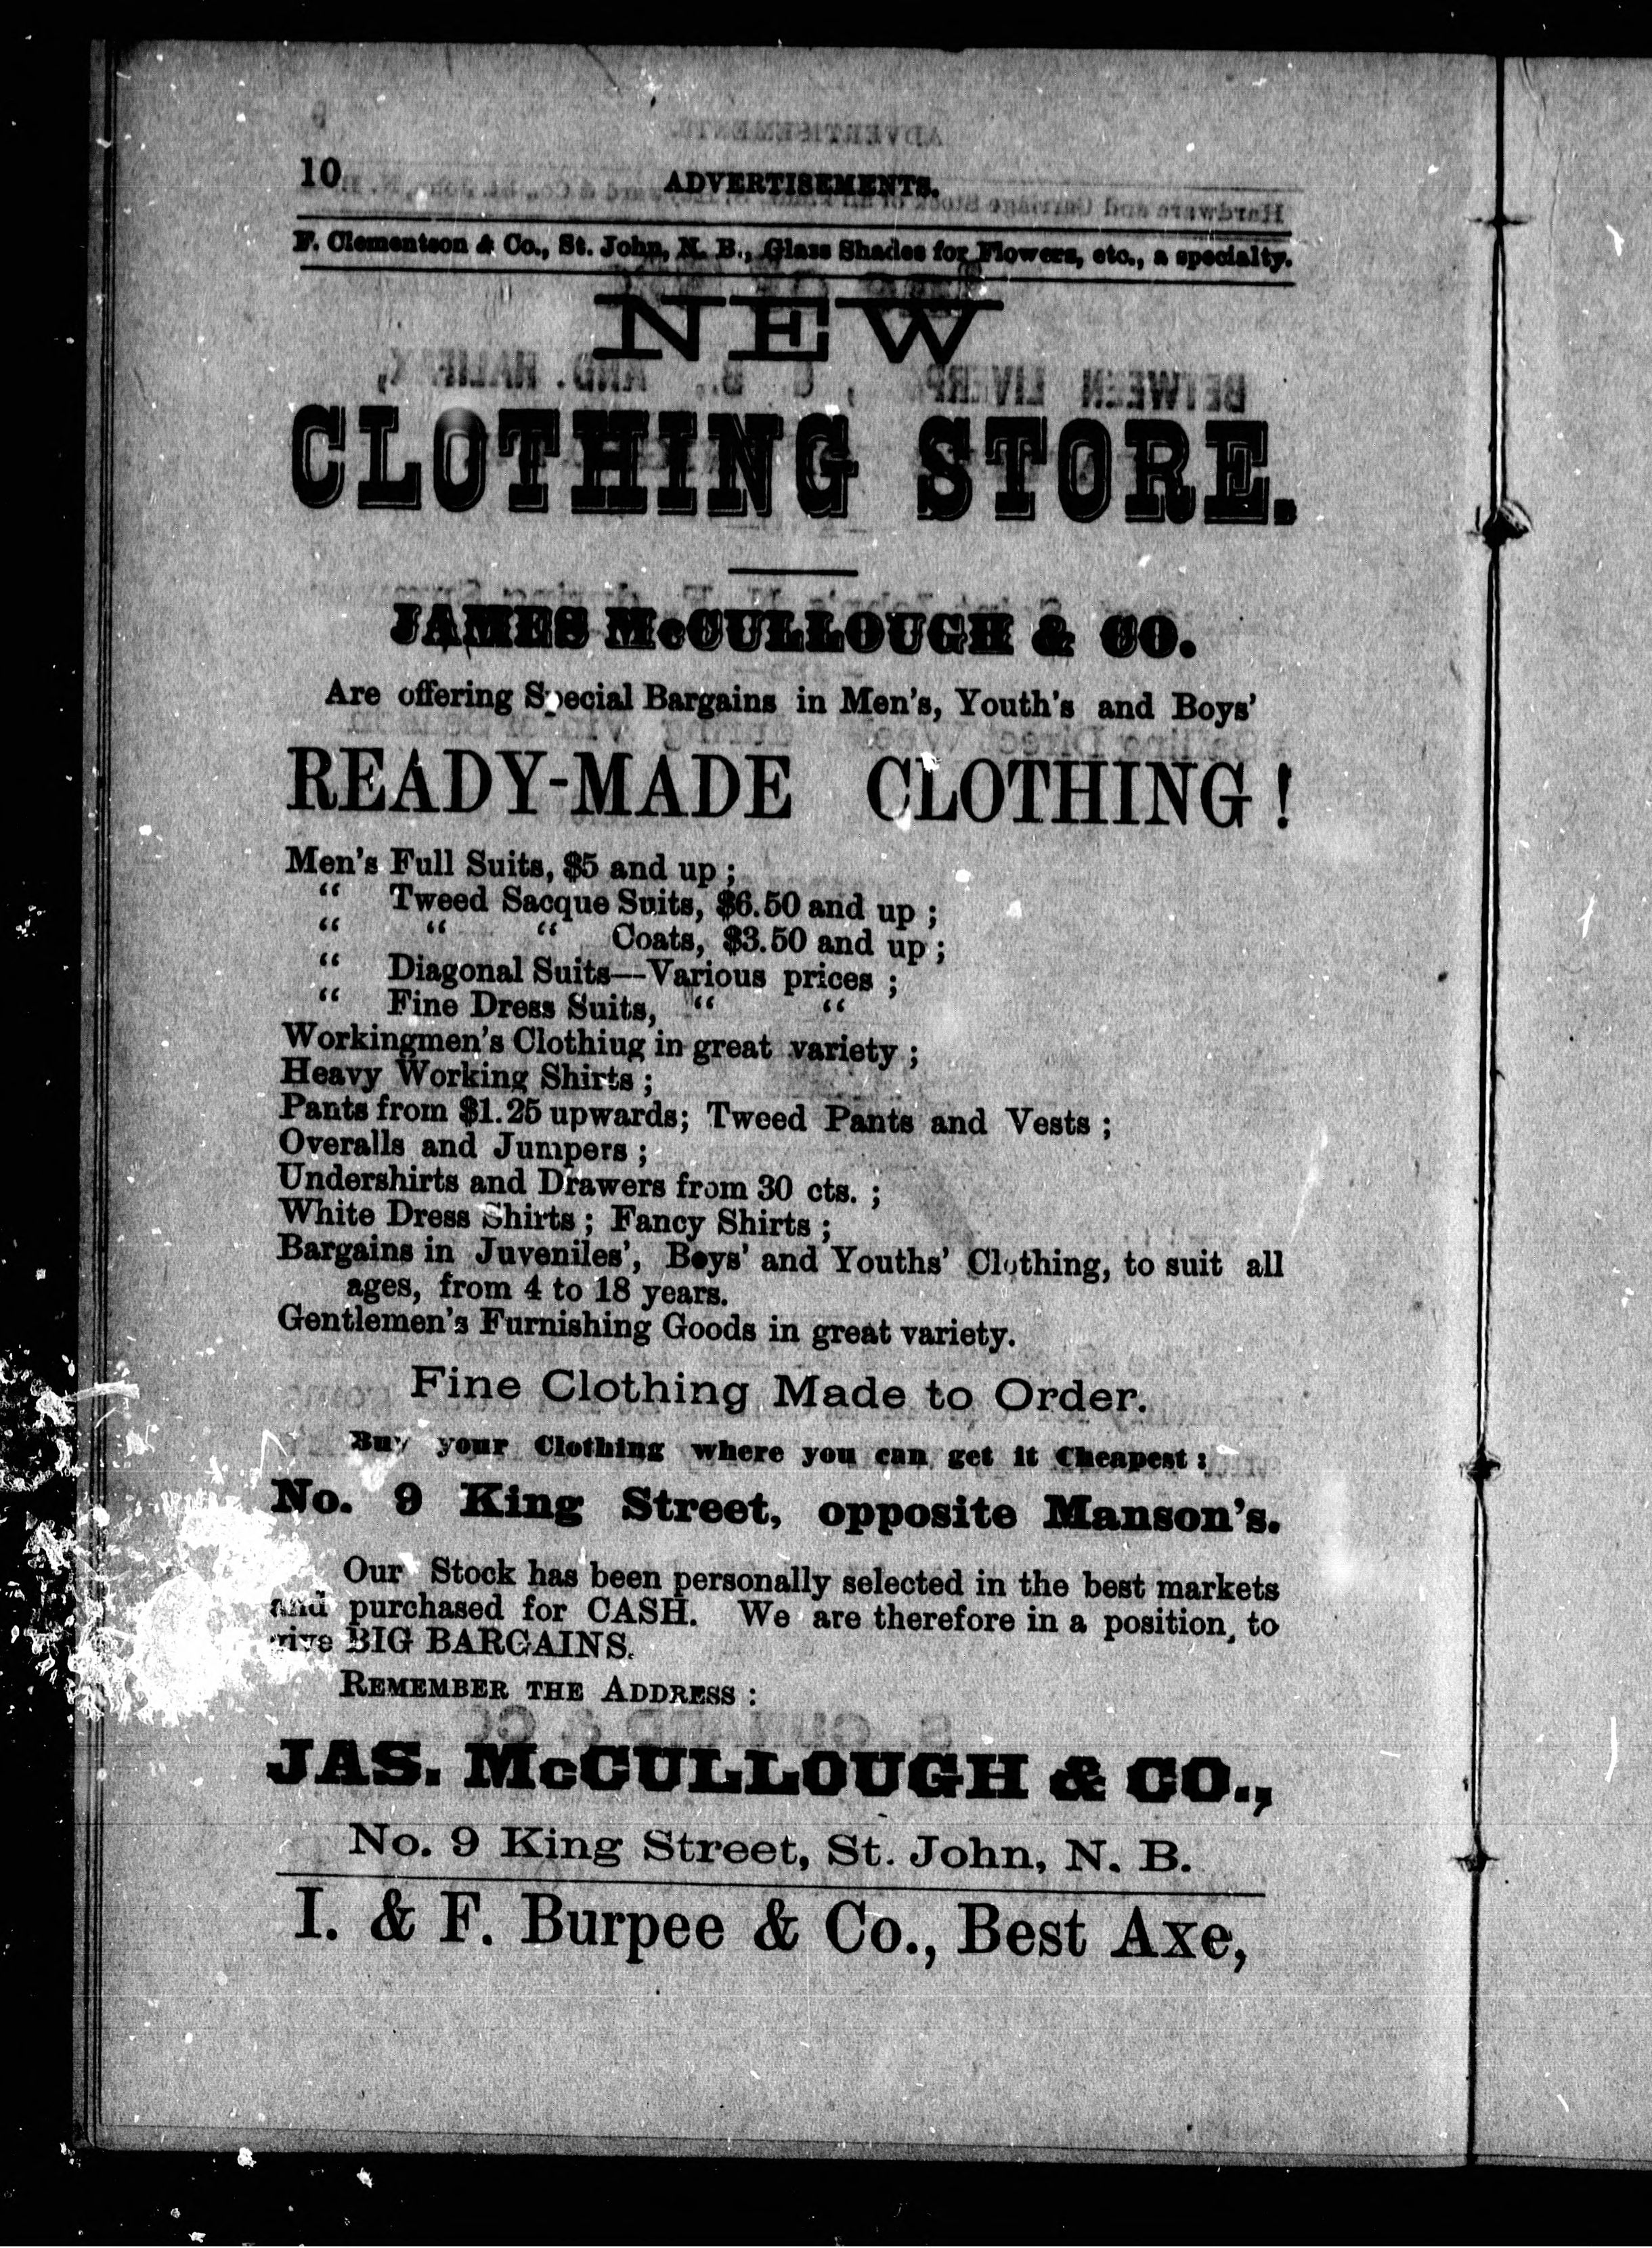 10
ADVERTISEMENTS.
F. Clementson & Co., St. John, N. B., Glass Shades for Flowers, etc., a specialty.
NEW
CLOTHING STORE.
JAMES McCULLOUGH & CO.
Are offering Special Bargains in Men's, Youth's and Boys'
READY-MADE CLOTHING !
Men's Full Suits, $5 and up ;
“ Tweed Sacque Suits, $6.50 and up ;
“ “ “ Coats, $3.50 and up ;
“ Diagonal Suits—Various prices ;
“ Fine Dress Suits, “ “
Workingmen's Clothiug in great variety ;
Heavy Working Shirts ;
Pants from $1.25 upwards; Tweed Pants and Vests ;
Overalls and Jumpers ;
Undershirts and Drawers from 30 cts. ;
White Dress Shirts ; Fancy Shirts ;
Bargains in Juveniles', Boys' and Youths' Clothing, to suit all
ages, from 4 to 18 years.
Gentlemen's Furnishing Goods in great variety.
Fine Clothing Made to Order.
Buy your Clothing where you can get it Cheapest :
No. 9 King Street, opposite Manson's.
Our Stock has been personally selected in the best markets
and purchased for CASH. We are therefore in a position, to
give BIG BARGAINS.
REMEMBER THE ADDRESS :
JAS. McCULLOUGH & CO.,
No. 9 King Street, St. John, N. B.
I. & F. Burpee & Co., Best Axe,